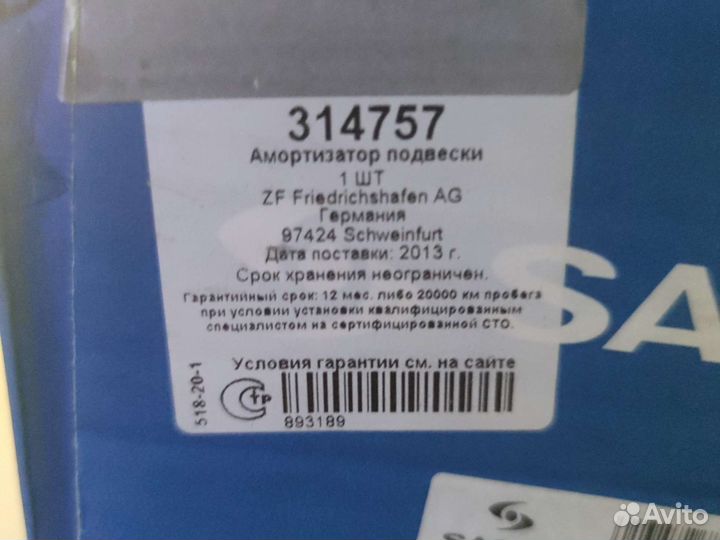 314757
Амортизатор подвески
1 ШТ
ZF Friedrichshafen AG
Германия
97424 Schweinfurt
Дата поставки: 2013 г.
Срок хранения неограничен.
Гарантийный срок: 12 мес. либо 20000 км пробега
при условии установки квалифицированным
специалистом на сертифицированной СТО.
Условия гарантии см. на сайте
518-20-1
893189
SA
SA
Avito